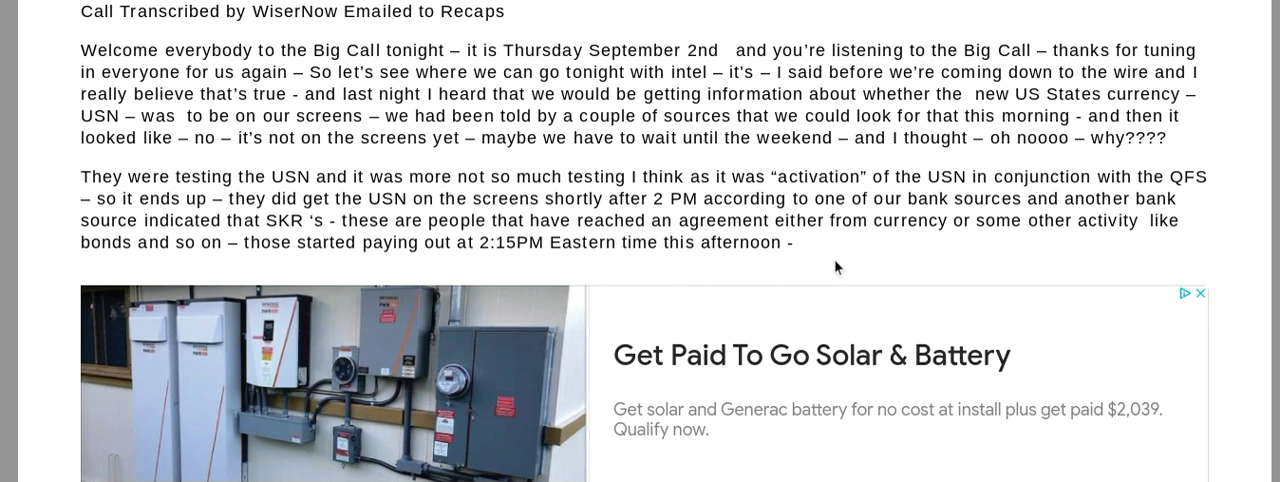 Call Transcribed by WiserNow Emailed to Recaps
Welcome everybody to the Big Call tonight – it is Thursday September 2nd   and you’re listening to the Big Call – thanks for tuning
in everyone for us again – So let’s see where we can go tonight with intel – it’s – I said before we’re coming down to the wire and I
really believe that’s true - and last night I heard that we would be getting information about whether the  new US States currency –
USN – was  to be on our screens – we had been told by a couple of sources that we could look for that this morning - and then it
looked like – no – it’s not on the screens yet – maybe we have to wait until the weekend – and I thought – oh noooo – why????
They were testing the USN and it was more not so much testing I think as it was “activation” of the USN in conjunction with the QFS
– so it ends up – they did get the USN on the screens shortly after 2 PM according to one of our bank sources and another bank
source indicated that SKR ‘s - these are people that have reached an agreement either from currency or some other activity  like
bonds and so on – those started paying out at 2:15PM Eastern time this afternoon -
Get Paid To Go Solar & Battery
Get solar and Generac battery for no cost at install plus get paid $2,039.
Qualify now.